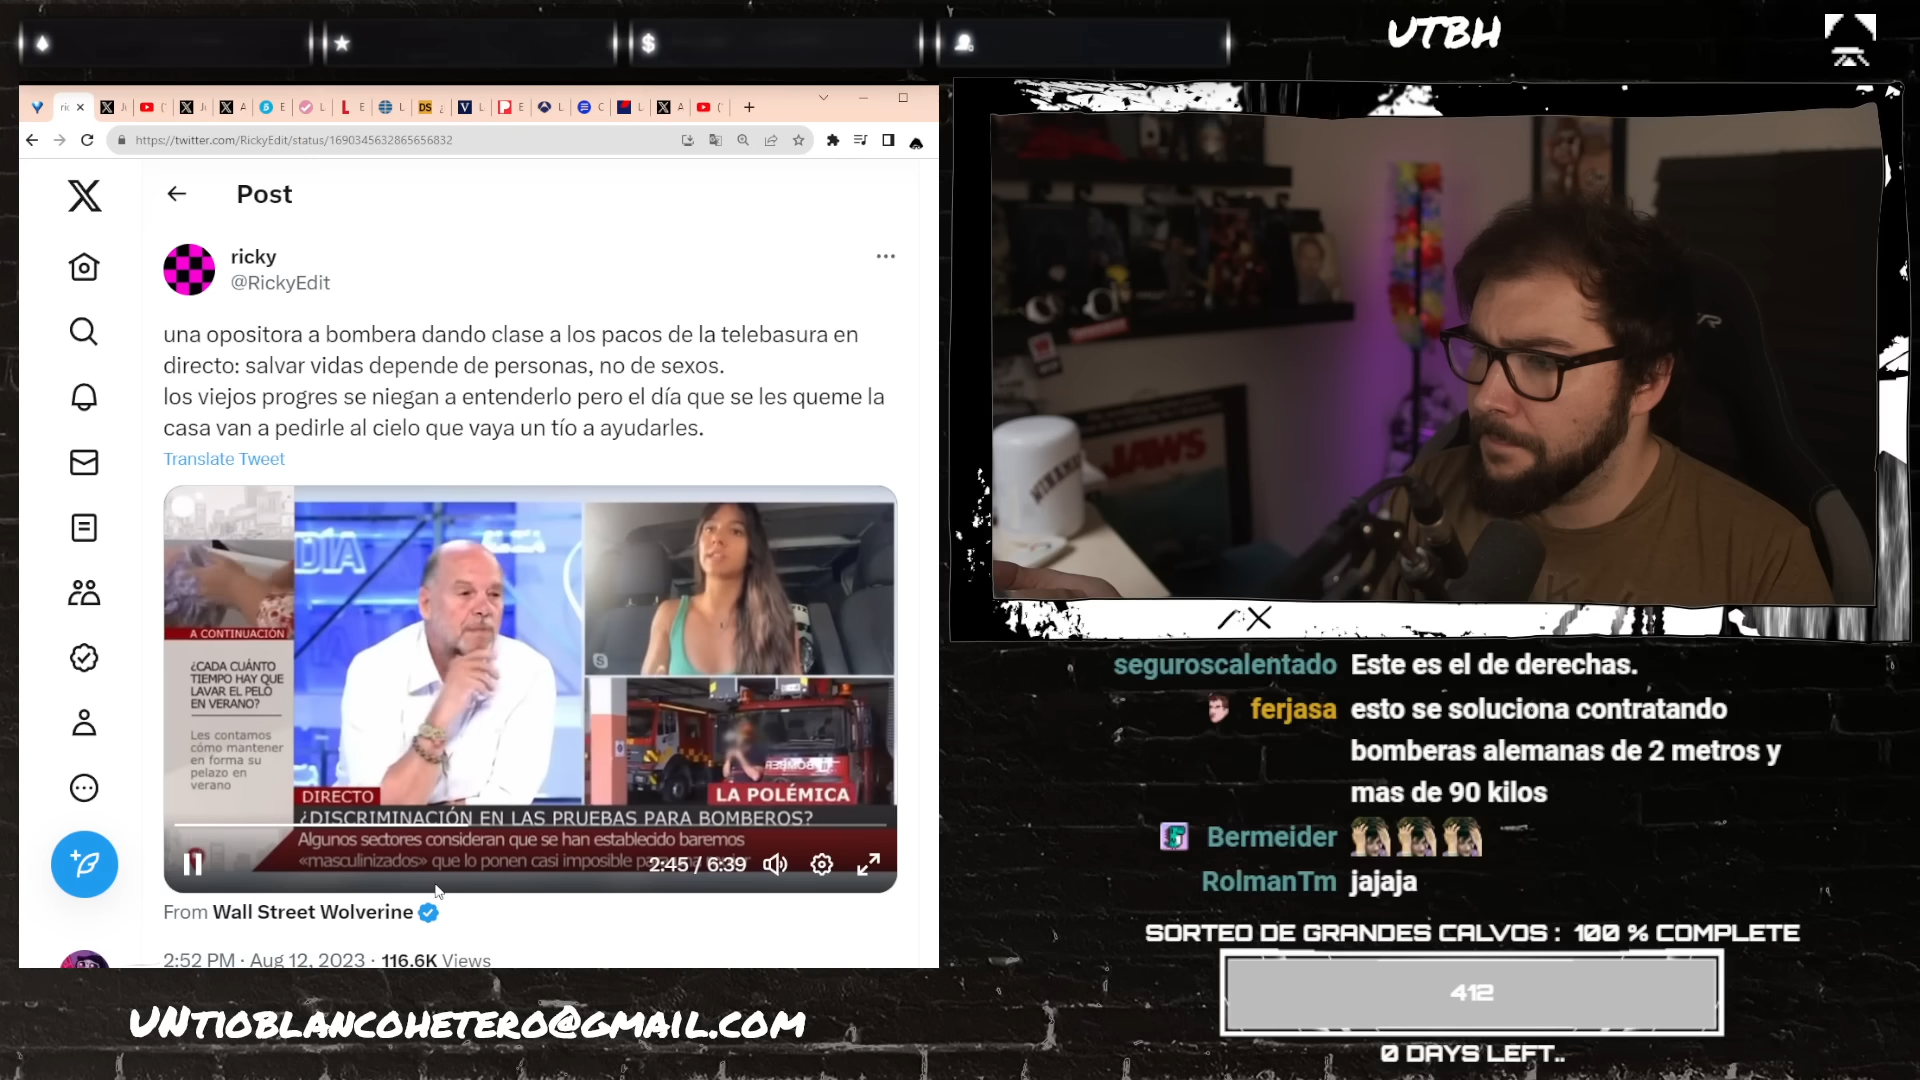 UTBH
https://twitter.com/RickyEdit/status/1690345632865656832
Post
ricky
@RickyEdit
una opositora a bombera dando clase a los pacos de la telebasura en
directo: salvar vidas depende de personas, no de sexos.
los viejos progres se niegan a entenderlo pero el día que se les queme la
casa van a pedirle al cielo que vaya un tío a ayudarles.
Translate Tweet
DÍA
A CONTINUACIÓN
¿CADA CUÁNTO
TIEMPO HAY QUE
LAVAR EL PELO
EN VERANO?
Les contamos
cómo mantener
en forma su
pelazo en
verano
DIRECTO
LA POLÉMICA
¿DISCRIMINACIÓN EN LAS PRUEBAS PARA BOMBEROS?
Algunos sectores consideran que se han establecido baremos
«masculinizados» que lo ponen casi imposible
2:45 / 6:39
From Wall Street Wolverine
2:52 PM · Aug 12, 2023 · 116.6K Views
JAWS
seguroscalentado Este es el de derechas.
ferjasa esto se soluciona contratando
bomberas alemanas de 2 metros y
mas de 90 kilos
Bermeider
RolmanTm jajaja
SORTEO DE GRANDES CALVOS : 100 % COMPLETE
412
0 DAYS LEFT..
UNTIOBLANCOHETERO@GMAIL.COM